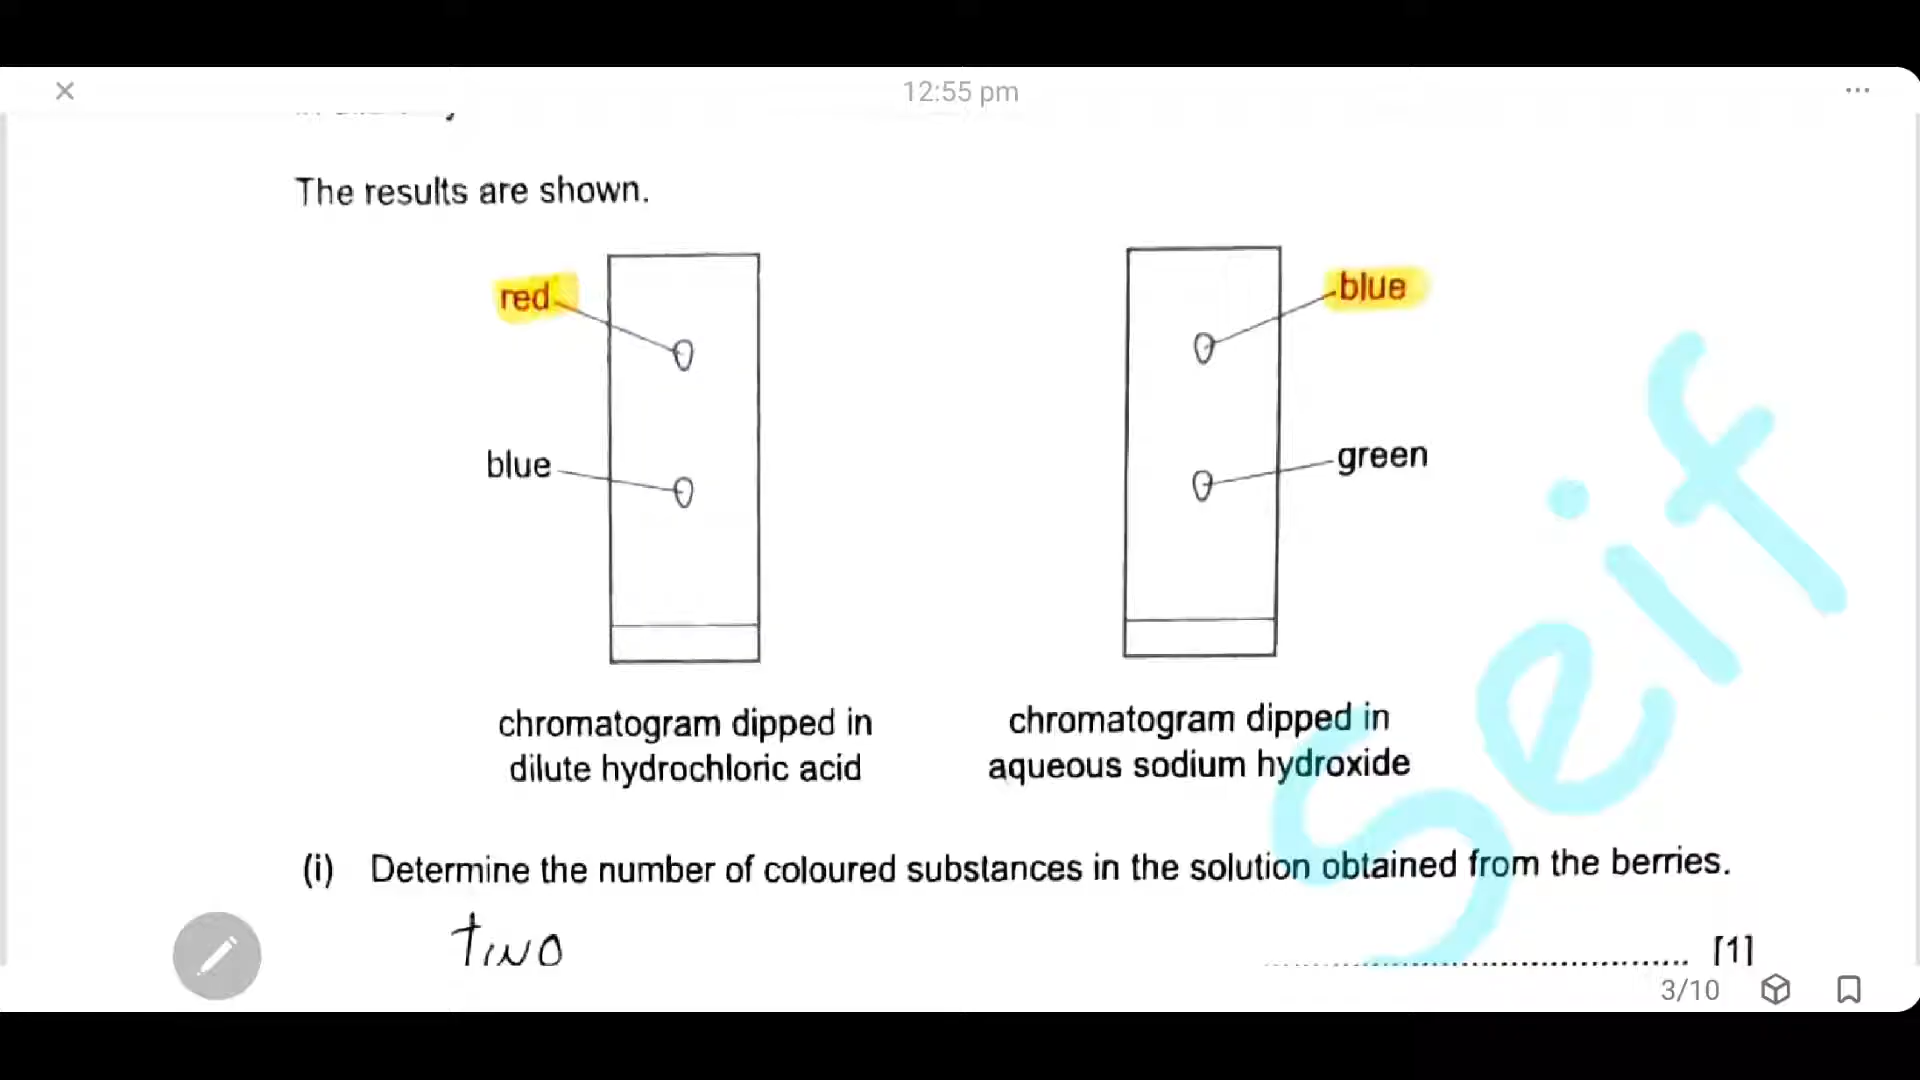 12:55 pm
The results are shown.
red
blue
blue
green
chromatogram dipped in
dilute hydrochloric acid
chromatogram dipped in
aqueous sodium hydroxide
(i) Determine the number of coloured substances in the solution obtained from the berries.
two
[1]
3/10
Seif